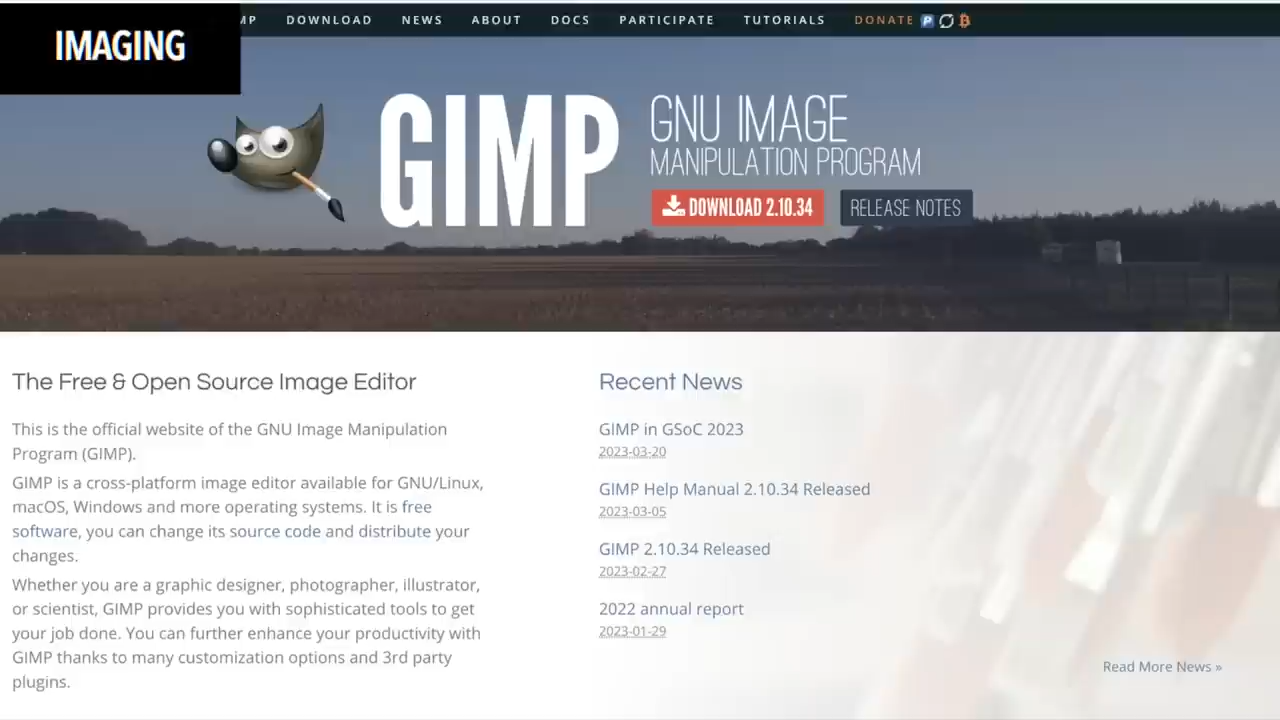 IMAGING
MP DOWNLOAD NEWS ABOUT DOCS PARTICIPATE TUTORIALS DONATE
GIMP
GNU IMAGE
MANIPULATION PROGRAM
DOWNLOAD 2.10.34 RELEASE NOTES
The Free & Open Source Image Editor
This is the official website of the GNU Image Manipulation
Program (GIMP).
GIMP is a cross-platform image editor available for GNU/Linux,
macOS, Windows and more operating systems. It is free
software, you can change its source code and distribute your
changes.
Whether you are a graphic designer, photographer, illustrator,
or scientist, GIMP provides you with sophisticated tools to get
your job done. You can further enhance your productivity with
GIMP thanks to many customization options and 3rd party
plugins.
Recent News
GIMP in GSoC 2023
2023-03-20
GIMP Help Manual 2.10.34 Released
2023-03-05
GIMP 2.10.34 Released
2023-02-27
2022 annual report
2023-01-29
Read More News »